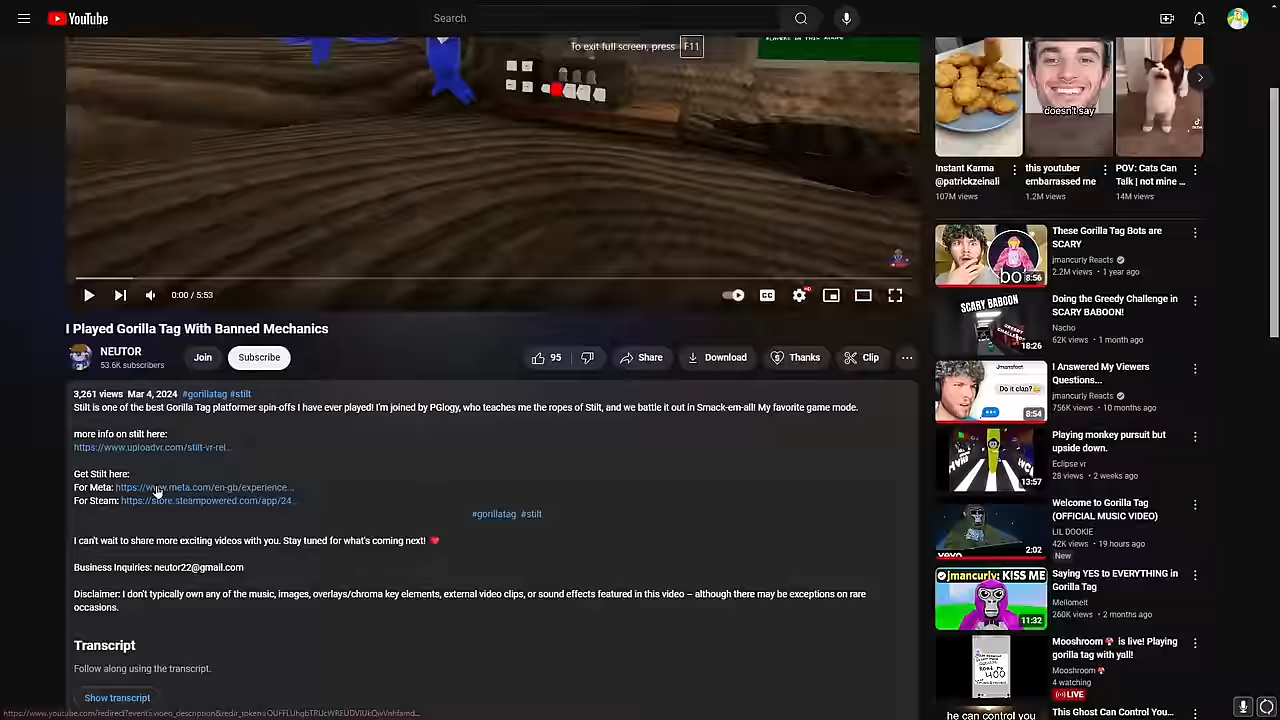 YouTube
Search
To exit full screen, press F11
PLAYERS IN THIS ROOM:
0:00 / 5:53
CC
HD
I Played Gorilla Tag With Banned Mechanics
NEUTOR
53.6K subscribers
Join
Subscribe
95
Share
Download
Thanks
Clip
3,261 views Mar 4, 2024 #gorillatag #stilt
Stilt is one of the best Gorilla Tag platformer spin-offs I have ever played! I'm joined by PGlogy, who teaches me the ropes of Stilt, and we battle it out in Smack-em-all! My favorite game mode.
more info on stilt here:
https://www.uploadvr.com/stilt-vr-rel...
Get Stilt here:
For Meta: https://www.meta.com/en-gb/experience...
For Steam: https://store.steampowered.com/app/24...
#gorillatag #stilt
I can't wait to share more exciting videos with you. Stay tuned for what's coming next!
Business Inquiries: neutor22@gmail.com
Disclaimer: I don't typically own any of the music, images, overlays/chroma key elements, external video clips, or sound effects featured in this video – although there may be exceptions on rare
occasions.
Transcript
Follow along using the transcript.
Show transcript
doesn't say
Instant Karma
@patrickzeinali
107M views
this youtuber
embarrassed me
1.2M views
POV: Cats Can
Talk | not mine ...
14M views
bo
8:56
These Gorilla Tag Bots are
SCARY
jmancurly Reacts
2.2M views • 1 year ago
SCARY BABOON
GREEDY
CHALLENGE
18:26
Doing the Greedy Challenge in
SCARY BABOON!
Nacho
62K views • 1 month ago
Do it clap?
8:54
I Answered My Viewers
Questions...
jmancurly Reacts
756K views • 10 months ago
13:57
Playing monkey pursuit but
upside down.
Eclipse vr
28 views • 2 weeks ago
vevo
2:02
Welcome to Gorilla Tag
(OFFICIAL MUSIC VIDEO)
LIL DOOKIE
42K views • 19 hours ago
New
jmancurly: KISS ME
11:32
Saying YES to EVERYTHING in
Gorilla Tag
Mellomelt
260K views • 2 months ago
Mooshroom is live! Playing
gorilla tag with yall!
Mooshroom
4 watching
LIVE
he can control you
This Ghost Can Control You...